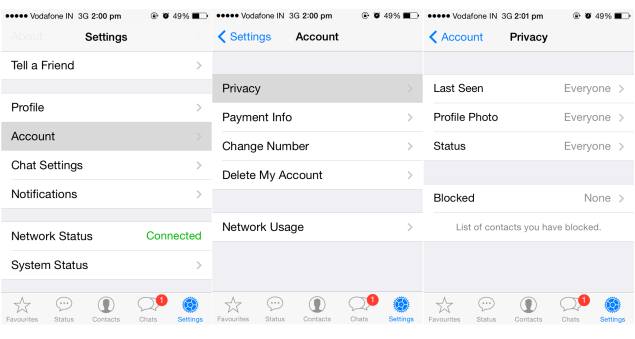 Vodafone IN 3G 2:00 pm 49%
About Settings
Tell a Friend
Profile
Account
Chat Settings
Notifications
Network Status Connected
System Status
Favourites Status Contacts Chats 1 Settings
Vodafone IN 3G 2:00 pm 49%
Settings Account
Privacy
Payment Info
Change Number
Delete My Account
Network Usage
Favourites Status Contacts Chats 1 Settings
Vodafone IN 3G 2:01 pm 49%
Account Privacy
Last Seen Everyone
Profile Photo Everyone
Status Everyone
Blocked None
List of contacts you have blocked.
Favourites Status Contacts Chats 1 Settings